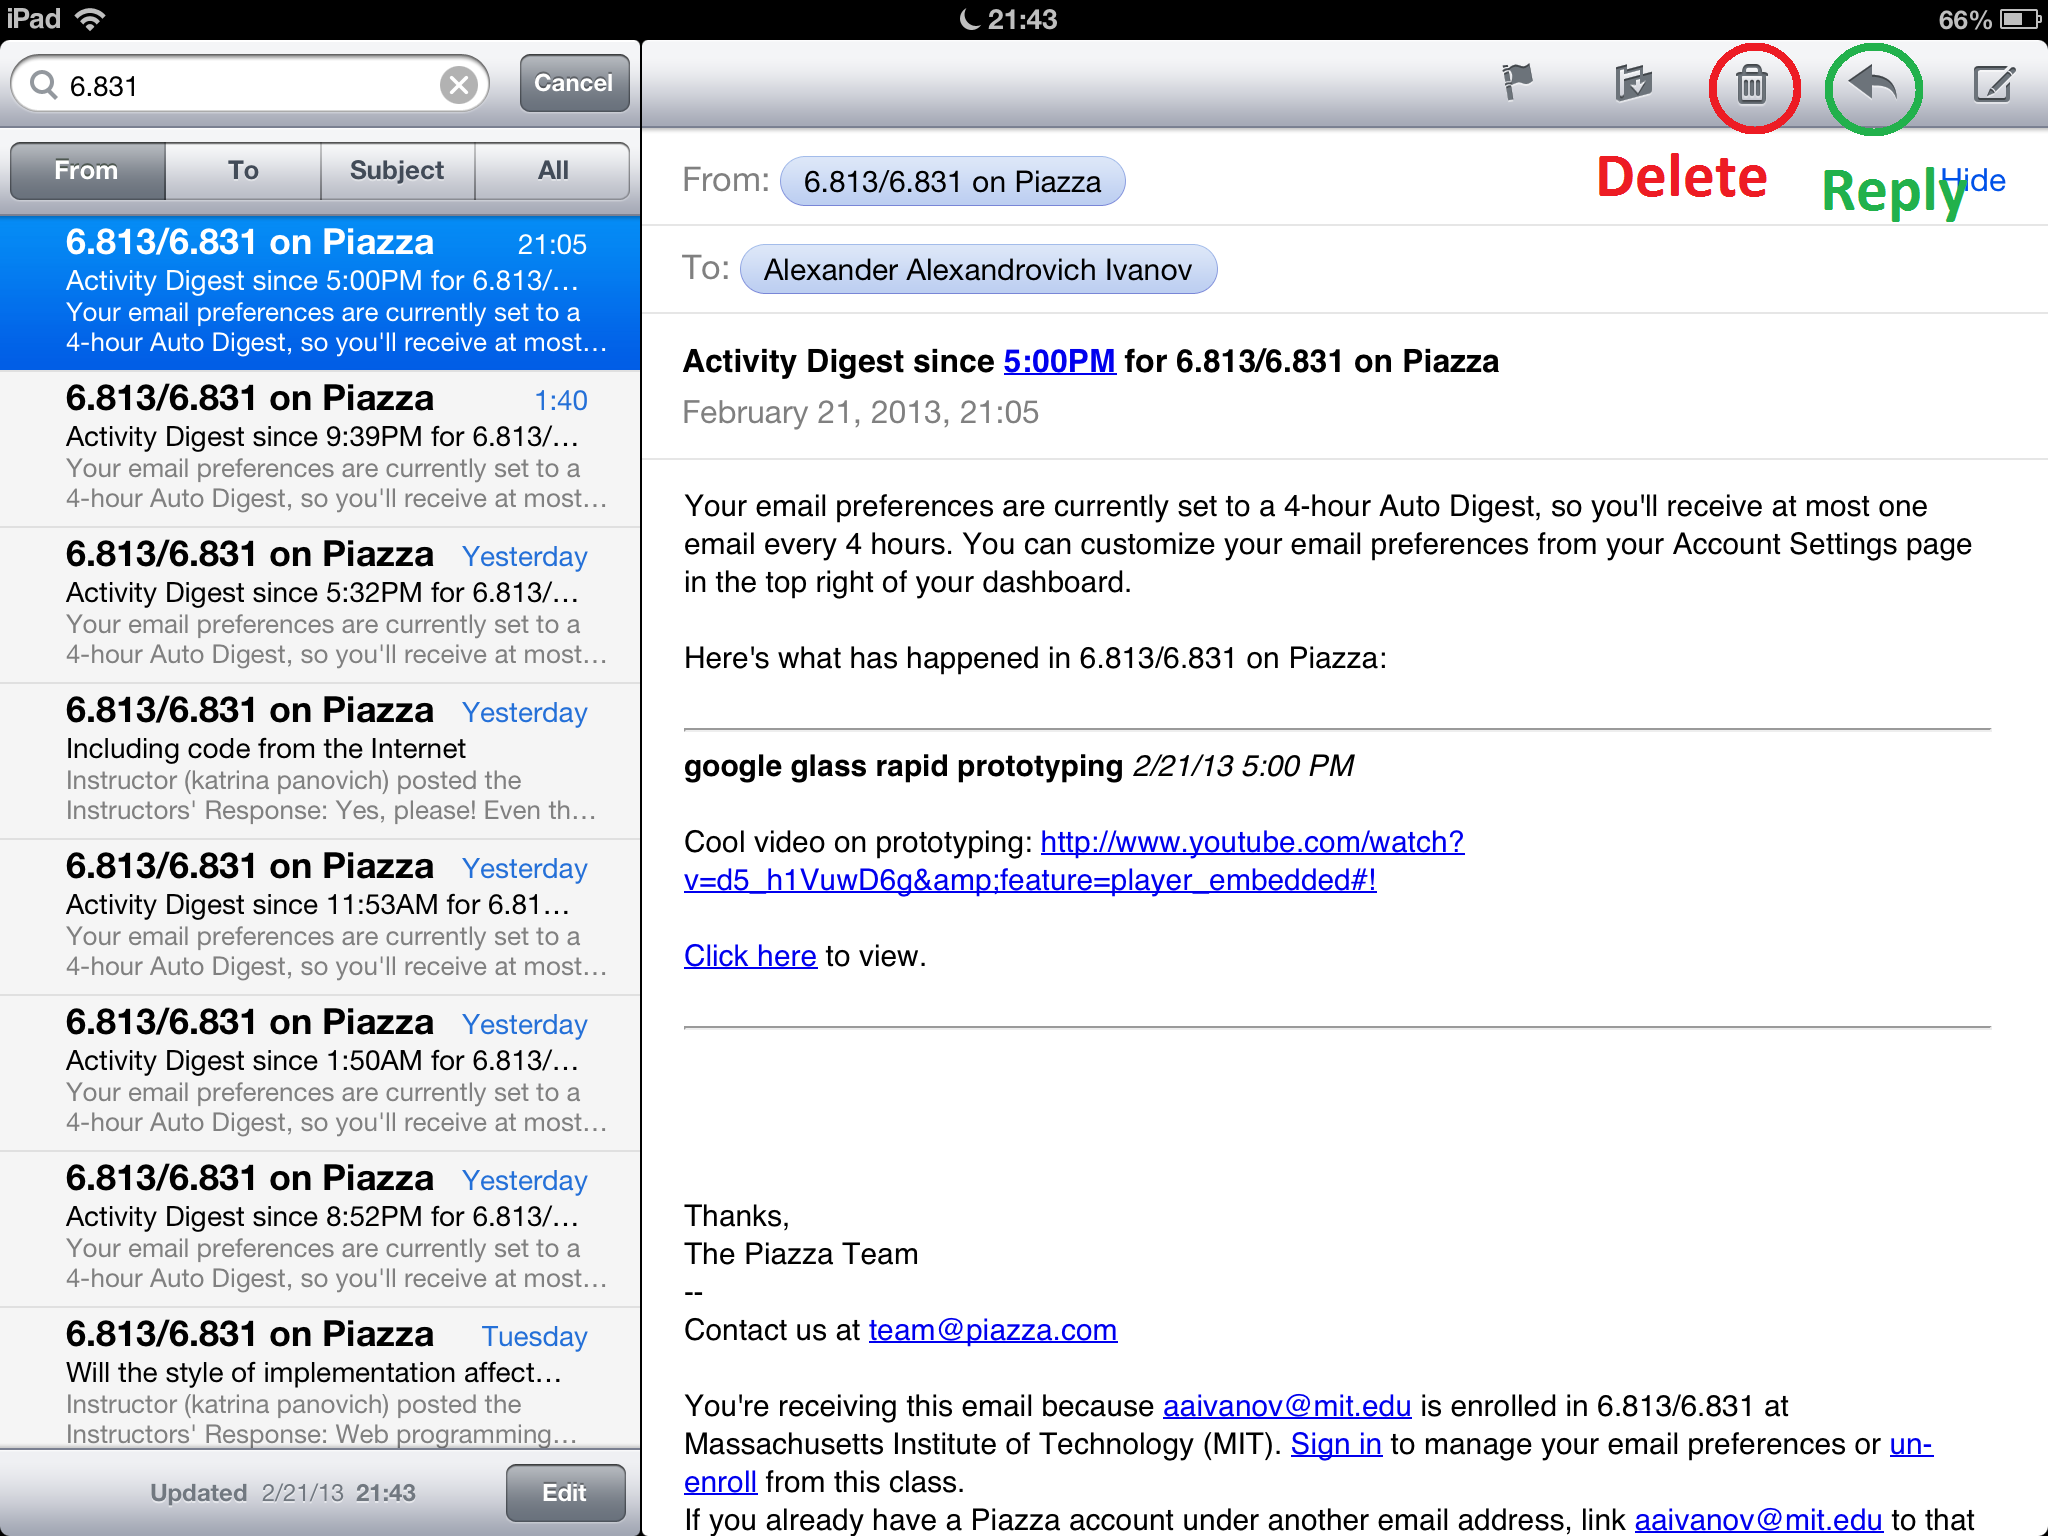 iPad
21:43
66%
6.831
Cancel
From
To
Subject
All
6.813/6.831 on Piazza 21:05
Activity Digest since 5:00PM for 6.813/...
Your email preferences are currently set to a
4-hour Auto Digest, so you'll receive at most...
6.813/6.831 on Piazza 1:40
Activity Digest since 9:39PM for 6.813/...
Your email preferences are currently set to a
4-hour Auto Digest, so you'll receive at most...
6.813/6.831 on Piazza Yesterday
Activity Digest since 5:32PM for 6.813/...
Your email preferences are currently set to a
4-hour Auto Digest, so you'll receive at most...
6.813/6.831 on Piazza Yesterday
Including code from the Internet
Instructor (katrina panovich) posted the
Instructors' Response: Yes, please! Even th...
6.813/6.831 on Piazza Yesterday
Activity Digest since 11:53AM for 6.81...
Your email preferences are currently set to a
4-hour Auto Digest, so you'll receive at most...
6.813/6.831 on Piazza Yesterday
Activity Digest since 1:50AM for 6.813/...
Your email preferences are currently set to a
4-hour Auto Digest, so you'll receive at most...
6.813/6.831 on Piazza Yesterday
Activity Digest since 8:52PM for 6.813/...
Your email preferences are currently set to a
4-hour Auto Digest, so you'll receive at most...
6.813/6.831 on Piazza Tuesday
Will the style of implementation affect...
Instructor (katrina panovich) posted the
Instructors' Response: Web programming...
Updated 2/21/13 21:43
Edit
From: 6.813/6.831 on Piazza
Delete
Reply
Hide
To: Alexander Alexandrovich Ivanov
Activity Digest since 5:00PM for 6.813/6.831 on Piazza
February 21, 2013, 21:05
Your email preferences are currently set to a 4-hour Auto Digest, so you'll receive at most one
email every 4 hours. You can customize your email preferences from your Account Settings page
in the top right of your dashboard.
Here's what has happened in 6.813/6.831 on Piazza:
google glass rapid prototyping 2/21/13 5:00 PM
Cool video on prototyping: http://www.youtube.com/watch?
v=d5_h1VuwD6g&amp;feature=player_embedded#!
Click here to view.
Thanks,
The Piazza Team
--
Contact us at team@piazza.com
You're receiving this email because aaivanov@mit.edu is enrolled in 6.813/6.831 at
Massachusetts Institute of Technology (MIT). Sign in to manage your email preferences or un-
enroll from this class.
If you already have a Piazza account under another email address, link aaivanov@mit.edu to that